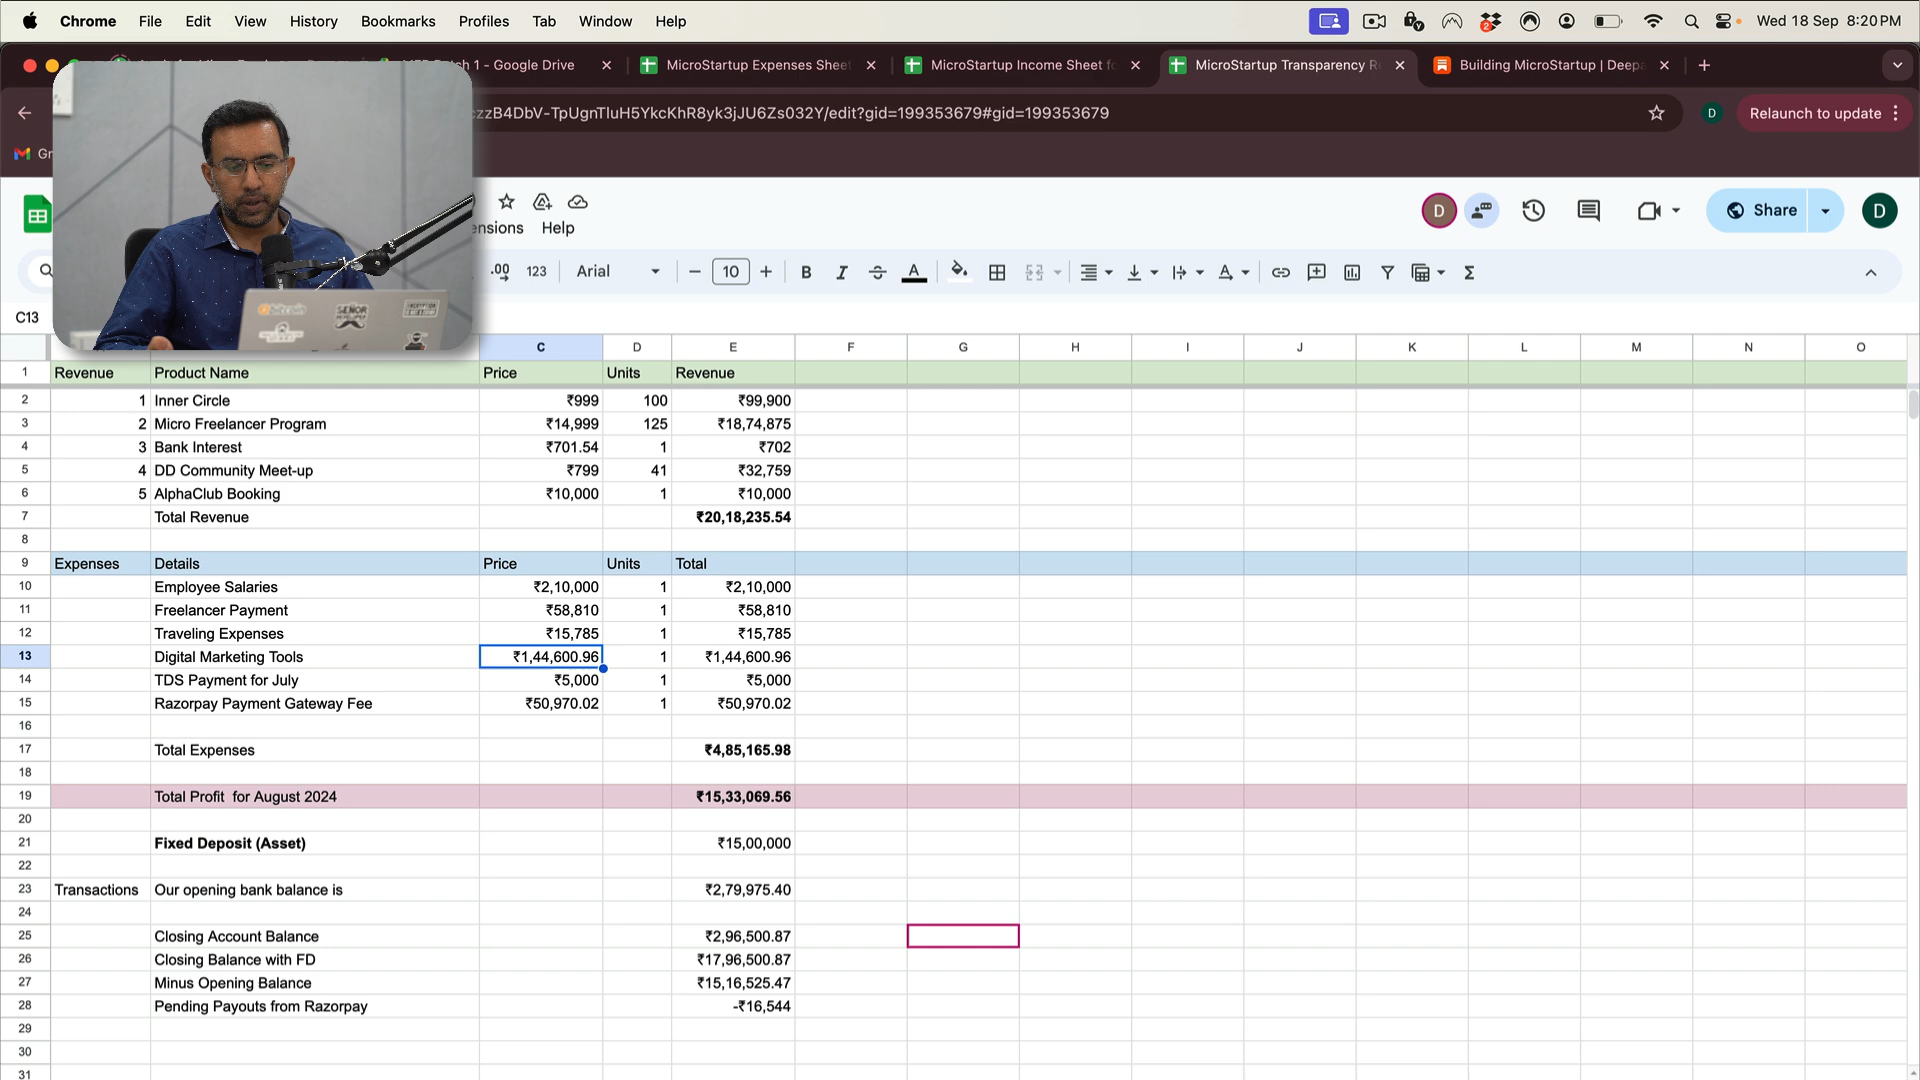 Chrome File Edit View History Bookmarks Profiles Tab Window Help Wed 18 Sep 8:20 PM
1 - Google Drive MicroStartup Expenses Sheet MicroStartup Income Sheet fo MicroStartup Transparency R Building MicroStartup | Deepa
czzB4DbV-TpUgnTluH5YkcKhR8yk3jJU6Zs032Y/edit?gid=199353679#gid=199353679 D Relaunch to update
Gr
ensions Help D Share D
.00 123 Arial 10 B I A
C13
bitcoin SEÑOR
C D E F G H I J K L M N O
1 Revenue Product Name Price Units Revenue
2 1 Inner Circle ₹999 100 ₹99,900
3 2 Micro Freelancer Program ₹14,999 125 ₹18,74,875
4 3 Bank Interest ₹701.54 1 ₹702
5 4 DD Community Meet-up ₹799 41 ₹32,759
6 5 AlphaClub Booking ₹10,000 1 ₹10,000
7 Total Revenue ₹20,18,235.54
8
9 Expenses Details Price Units Total
10 Employee Salaries ₹2,10,000 1 ₹2,10,000
11 Freelancer Payment ₹58,810 1 ₹58,810
12 Traveling Expenses ₹15,785 1 ₹15,785
13 Digital Marketing Tools ₹1,44,600.96 1 ₹1,44,600.96
14 TDS Payment for July ₹5,000 1 ₹5,000
15 Razorpay Payment Gateway Fee ₹50,970.02 1 ₹50,970.02
16
17 Total Expenses ₹4,85,165.98
18
19 Total Profit for August 2024 ₹15,33,069.56
20
21 Fixed Deposit (Asset) ₹15,00,000
22
23 Transactions Our opening bank balance is ₹2,79,975.40
24
25 Closing Account Balance ₹2,96,500.87
26 Closing Balance with FD ₹17,96,500.87
27 Minus Opening Balance ₹15,16,525.47
28 Pending Payouts from Razorpay -₹16,544
29
30
31